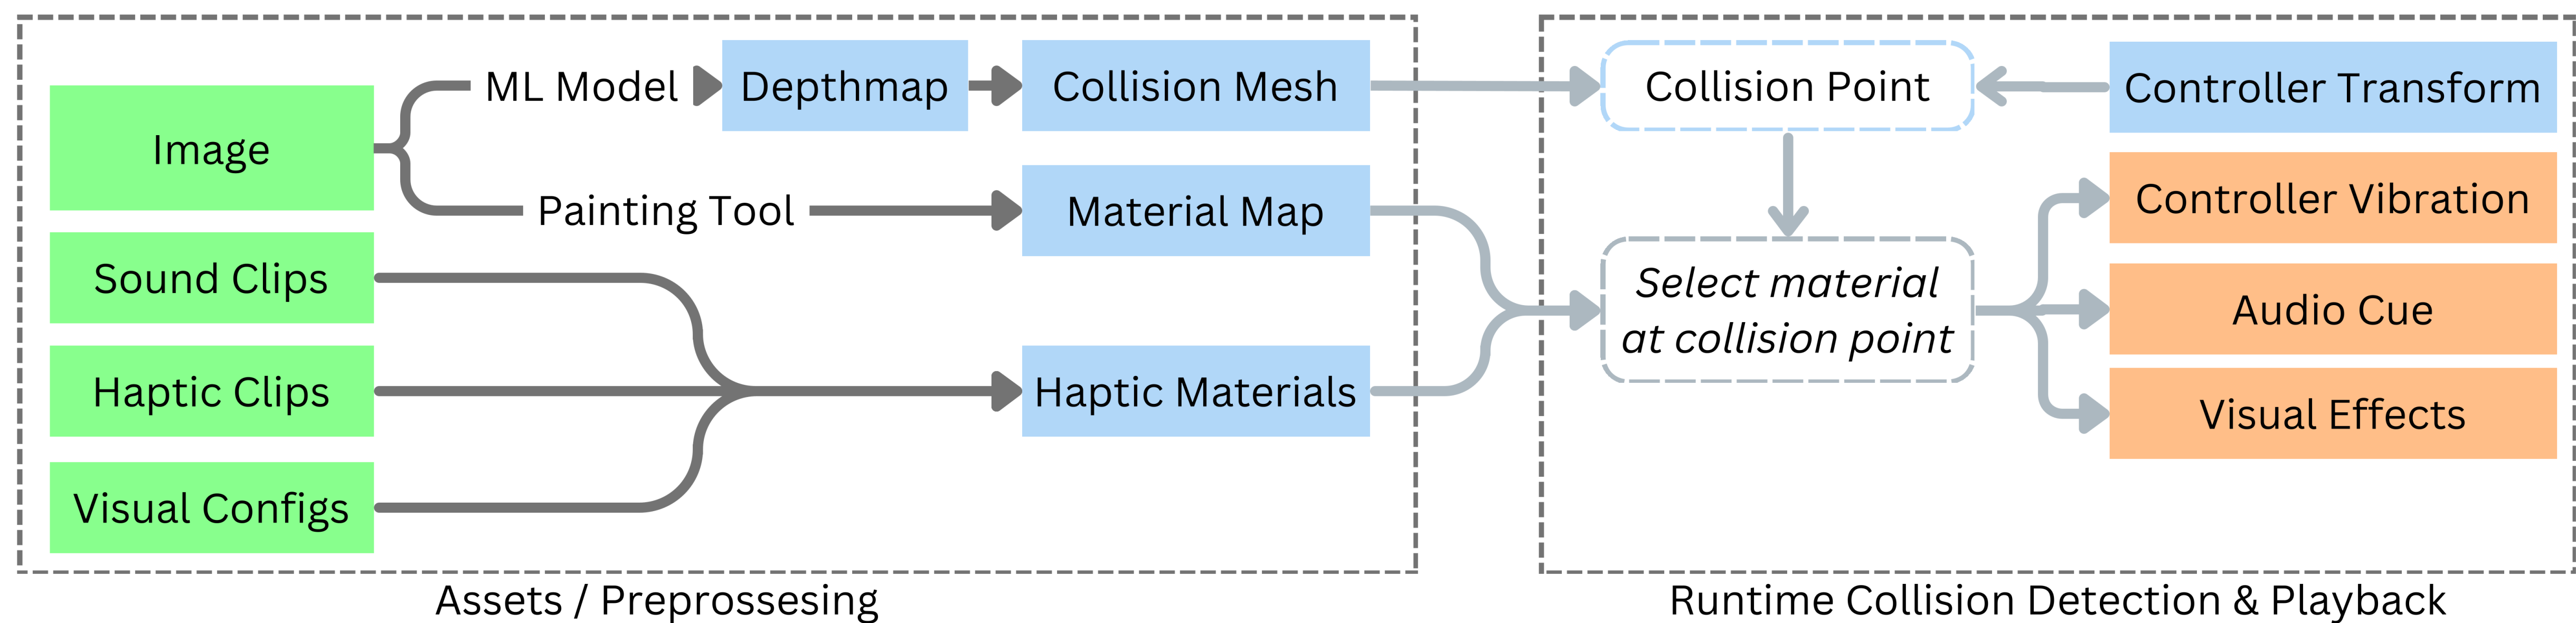 Image
ML Model
Depthmap
Collision Mesh
Painting Tool
Material Map
Sound Clips
Haptic Clips
Haptic Materials
Visual Configs
Assets / Preprossesing
Collision Point
Controller Transform
Select material
at collision point
Controller Vibration
Audio Cue
Visual Effects
Runtime Collision Detection & Playback